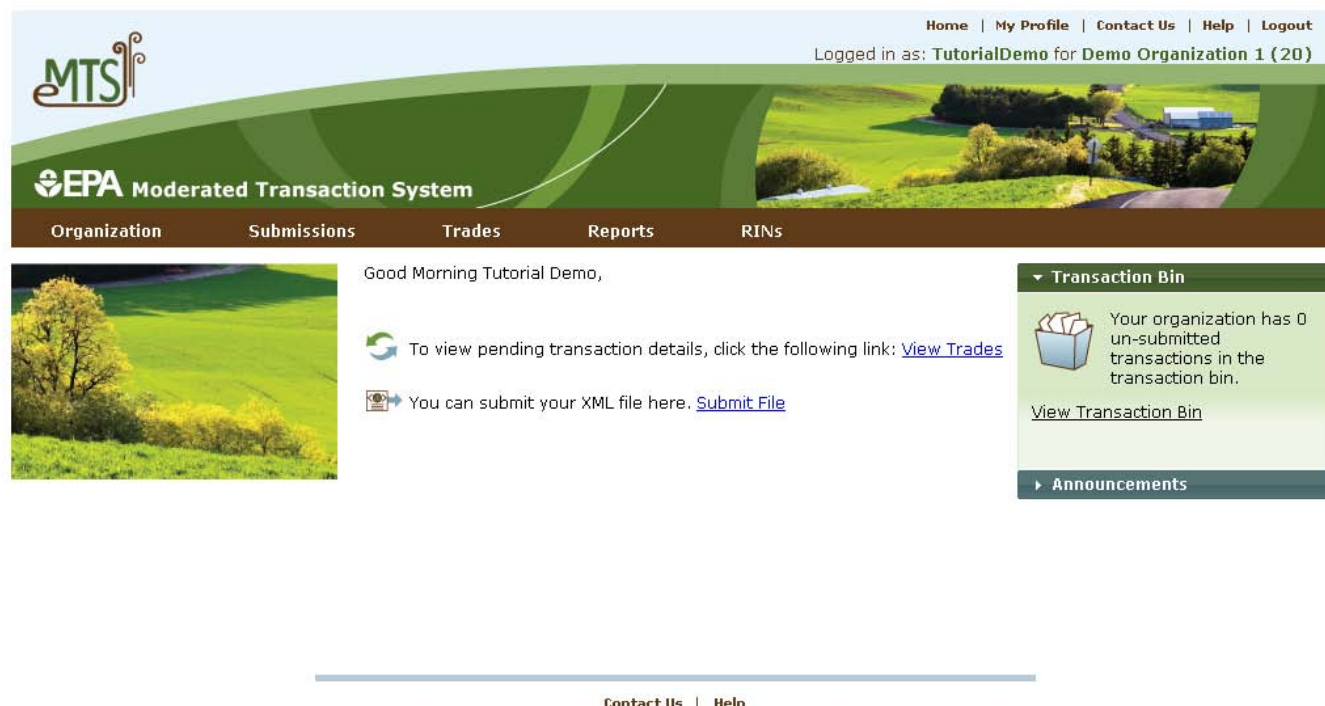 Home | My Profile | Contact Us | Help | Logout
Logged in as: TutorialDemo for Demo Organization 1 (20)
MTS
EPA Moderated Transaction System
Organization Submissions Trades Reports RINs
Good Morning Tutorial Demo,
To view pending transaction details, click the following link: View Trades
You can submit your XML file here. Submit File
Transaction Bin
Your organization has 0
un-submitted
transactions in the
transaction bin.
View Transaction Bin
Announcements
Contact Us | Help